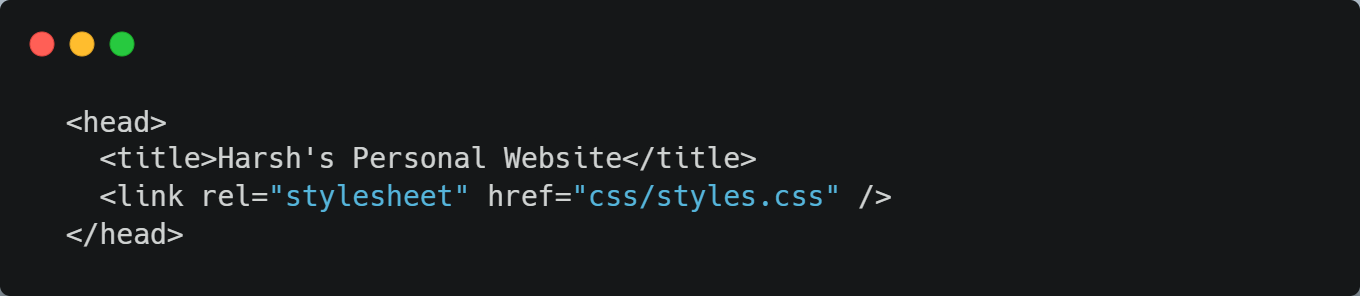 <head>
  <title>Harsh's Personal Website</title>
  <link rel="stylesheet" href="css/styles.css" />
</head>